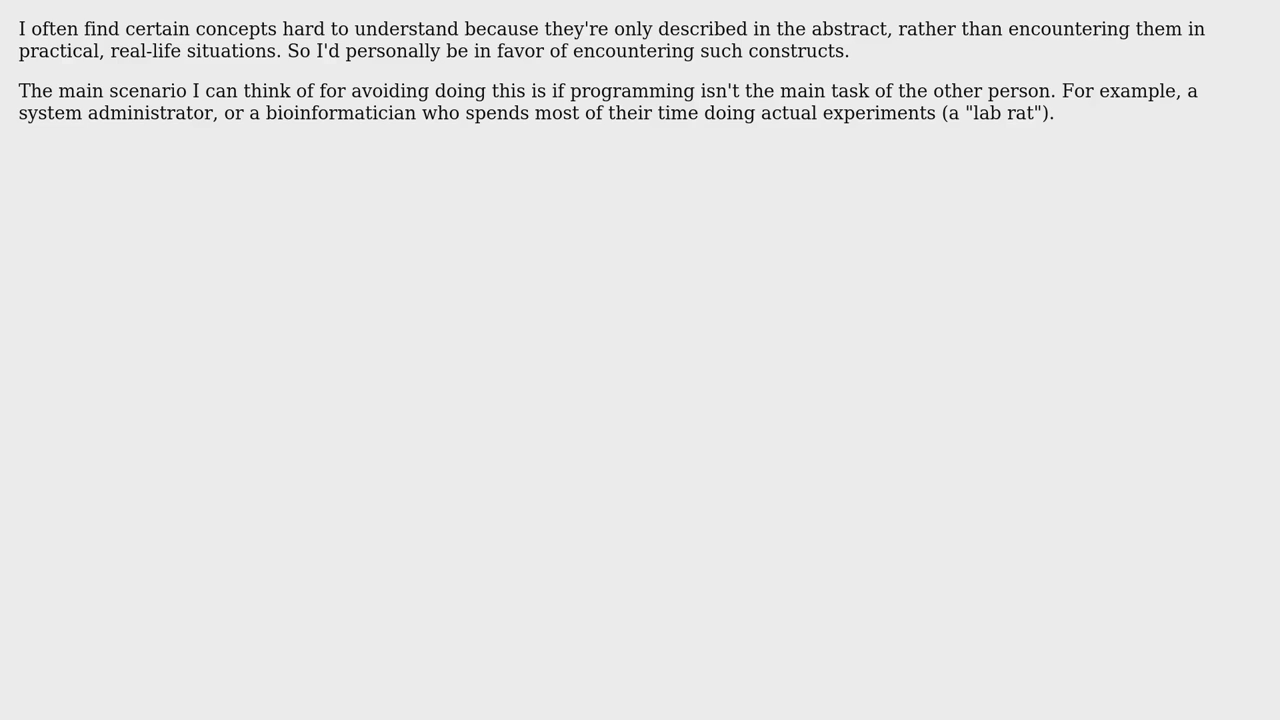 I often find certain concepts hard to understand because they're only described in the abstract, rather than encountering them in
practical, real-life situations. So I'd personally be in favor of encountering such constructs.
The main scenario I can think of for avoiding doing this is if programming isn't the main task of the other person. For example, a
system administrator, or a bioinformatician who spends most of their time doing actual experiments (a "lab rat").